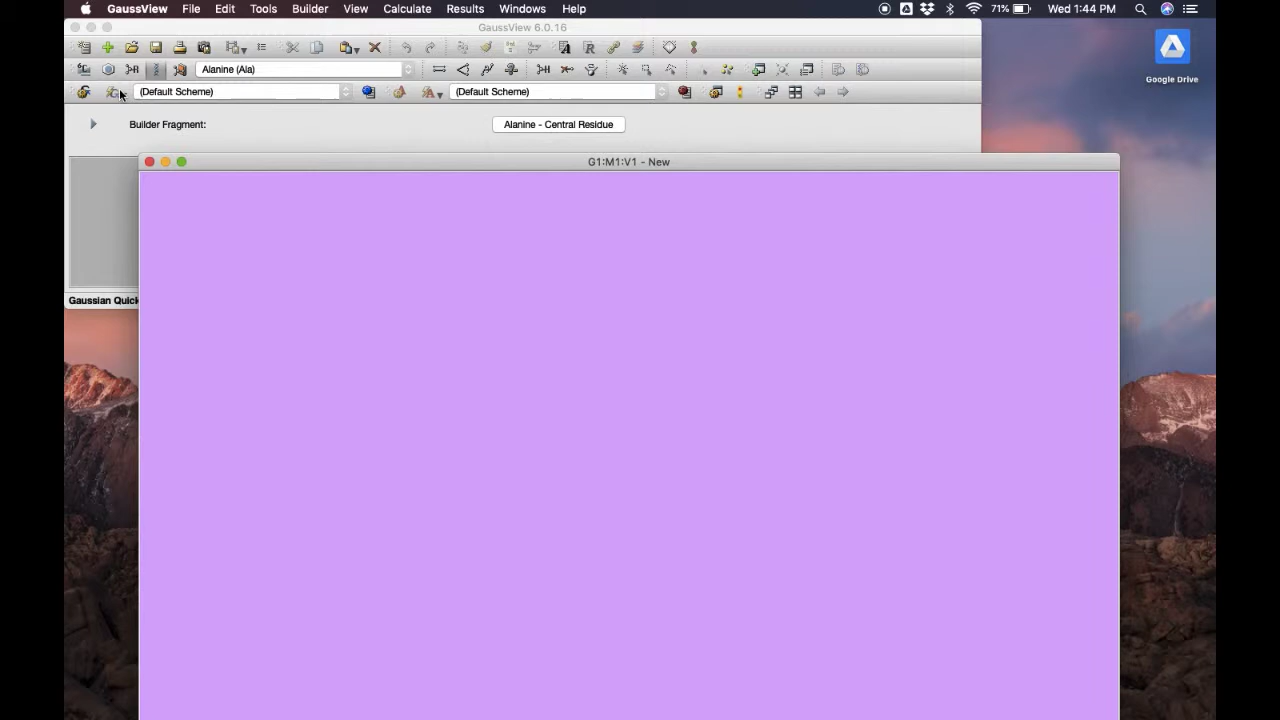 GaussView File Edit Tools Builder View Calculate Results Windows Help 71% Wed 1:44 PM
GaussView 6.0.16
Alanine (Ala)
(Default Scheme) (Default Scheme)
Builder Fragment: Alanine - Central Residue
G1:M1:V1 - New
Gaussian Quick
Google Drive